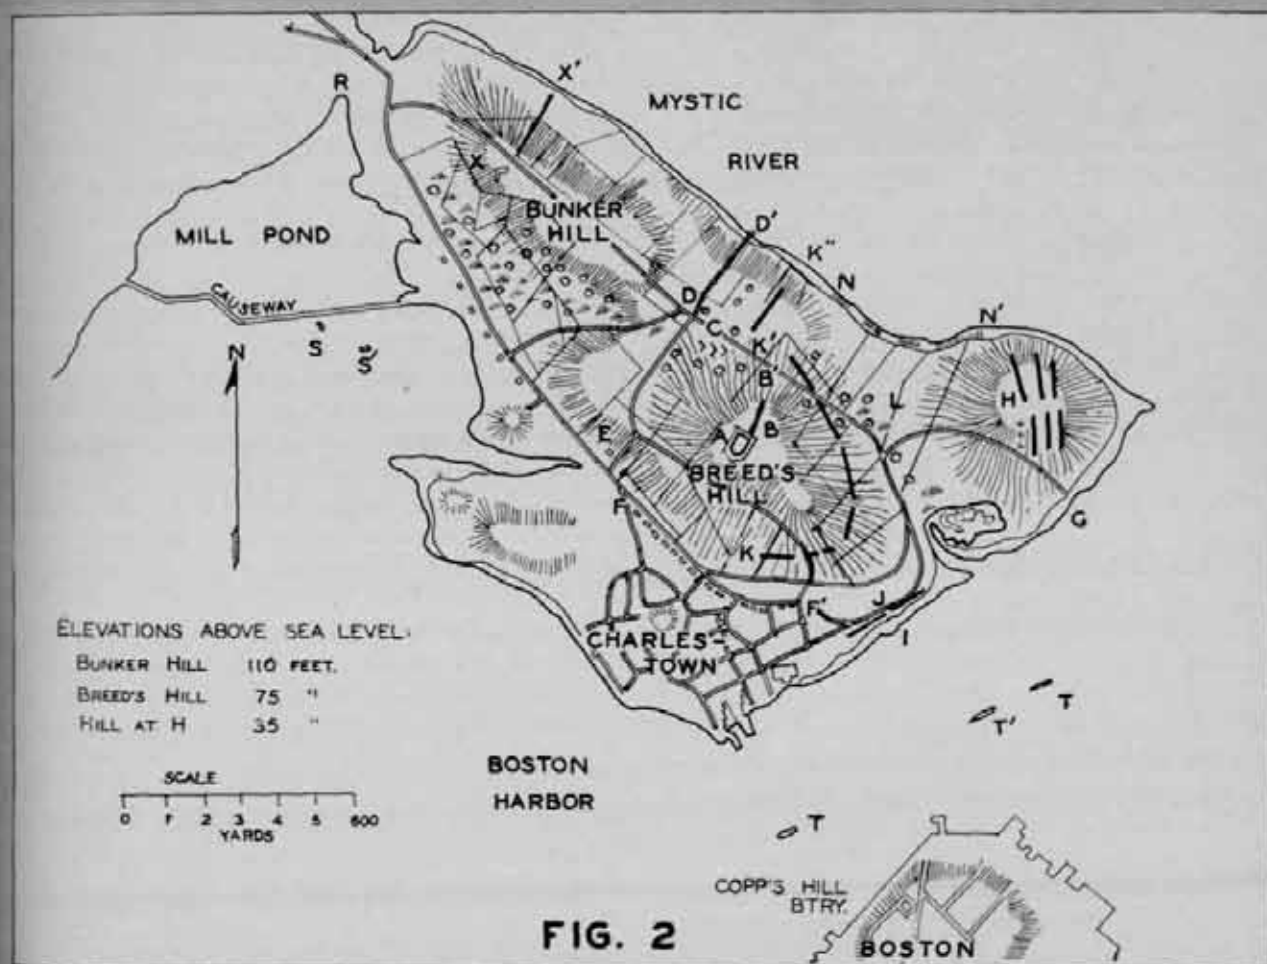 X'
MYSTIC
R
RIVER
X
BUNKER
HILL
D'
MILL POND
K"
N
CAUSEWAY
D
N'
C
N
S
S
K'
B'
H
L
A
B
E
BREED'S
HILL
G
F
K
F'
J
I
ELEVATIONS ABOVE SEA LEVEL:
BUNKER HILL 110 FEET.
BREED'S HILL 75 "
HILL AT H 35 "
CHARLES-
TOWN
T
T'
SCALE
0 1 2 3 4 5 600
YARDS
BOSTON
HARBOR
T
COPP'S HILL
BTRY.
BOSTON
FIG. 2